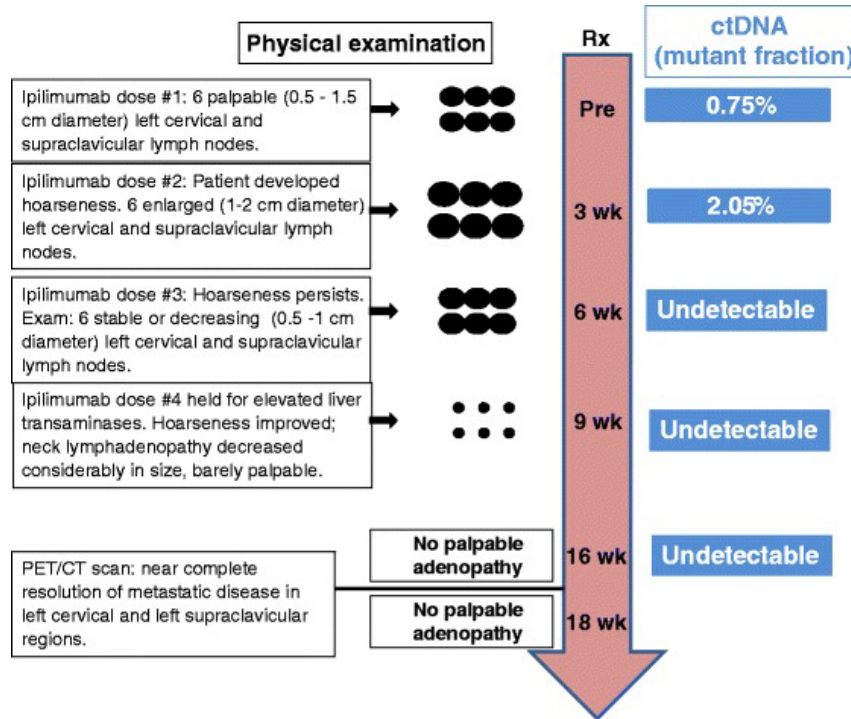 Physical examination
Rx
ctDNA
(mutant fraction)
Ipilimumab dose #1: 6 palpable (0.5 - 1.5
cm diameter) left cervical and
supraclavicular lymph nodes.
Pre
0.75%
Ipilimumab dose #2: Patient developed
hoarseness. 6 enlarged (1-2 cm diameter)
left cervical and supraclavicular lymph
nodes.
3 wk
2.05%
Ipilimumab dose #3: Hoarseness persists.
Exam: 6 stable or decreasing (0.5 -1 cm
diameter) left cervical and supraclavicular
lymph nodes.
6 wk
Undetectable
Ipilimumab dose #4 held for elevated liver
transaminases. Hoarseness improved;
neck lymphadenopathy decreased
considerably in size, barely palpable.
9 wk
Undetectable
No palpable
adenopathy
16 wk
Undetectable
PET/CT scan: near complete
resolution of metastatic disease in
left cervical and left supraclavicular
regions.
No palpable
adenopathy
18 wk